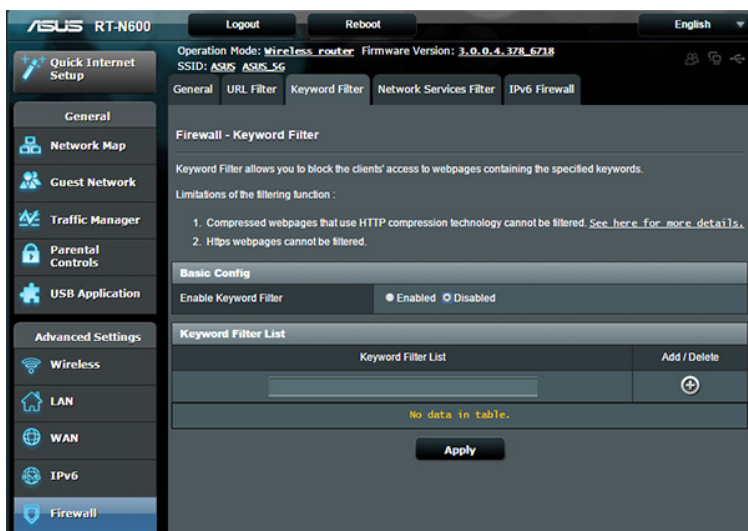 ASUS RT-N600
Logout
Reboot
English
Quick Internet
Setup
Operation Mode: Wireless router Firmware Version: 3.0.0.4.378_6718
SSID: ASUS ASUS_5G
General
URL Filter
Keyword Filter
Network Services Filter
IPv6 Firewall
General
Network Map
Guest Network
Traffic Manager
Parental
Controls
USB Application
Advanced Settings
Wireless
LAN
WAN
IPv6
Firewall
Firewall - Keyword Filter
Keyword Filter allows you to block the clients' access to webpages containing the specified keywords.
Limitations of the filtering function :
1. Compressed webpages that use HTTP compression technology cannot be filtered. See here for more details.
2. Https webpages cannot be filtered.
Basic Config
Enable Keyword Filter
Enabled Disabled
Keyword Filter List
Keyword Filter List
Add / Delete
No data in table.
Apply